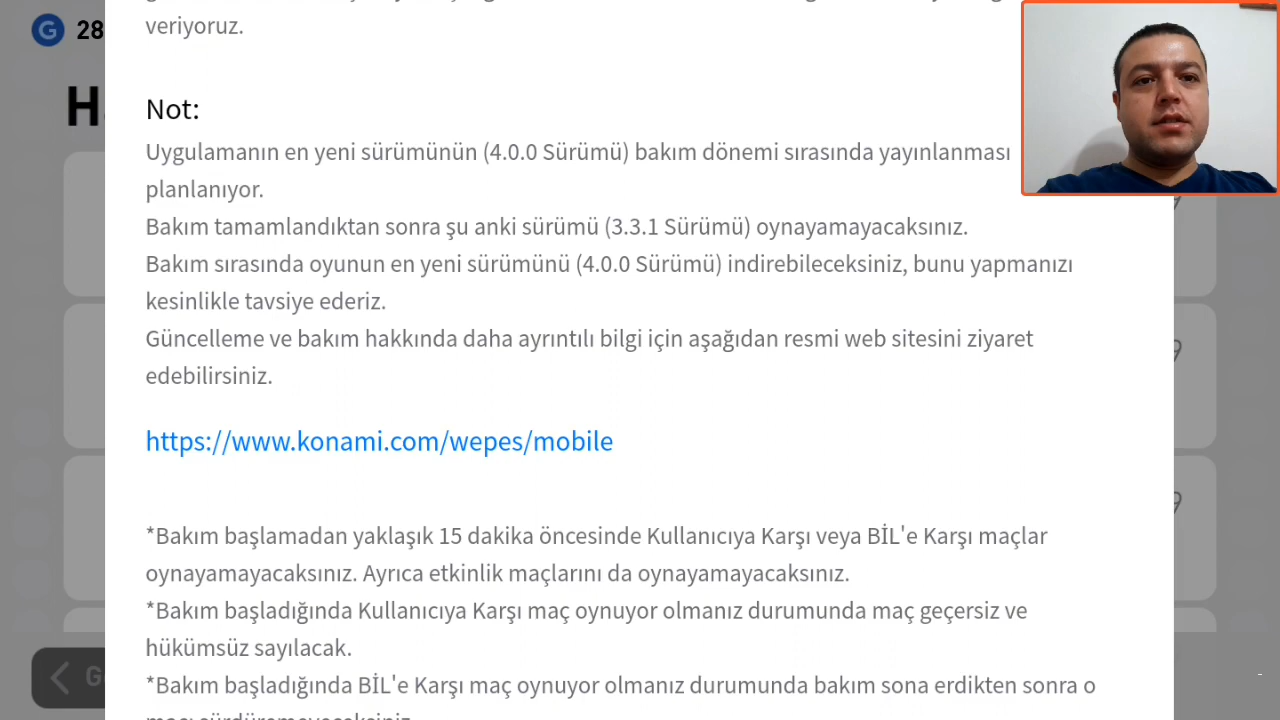 28
veriyoruz.
H
Not:
Uygulamanın en yeni sürümünün (4.0.0 Sürümü) bakım dönemi sırasında yayınlanması
planlanıyor.
Bakım tamamlandıktan sonra şu anki sürümü (3.3.1 Sürümü) oynayamayacaksınız.
Bakım sırasında oyunun en yeni sürümünü (4.0.0 Sürümü) indirebileceksiniz, bunu yapmanızı
kesinlikle tavsiye ederiz.
Güncelleme ve bakım hakkında daha ayrıntılı bilgi için aşağıdan resmi web sitesini ziyaret
edebilirsiniz.
https://www.konami.com/wepes/mobile
*Bakım başlamadan yaklaşık 15 dakika öncesinde Kullanıcıya Karşı veya BİL'e Karşı maçlar
oynayamayacaksınız. Ayrıca etkinlik maçlarını da oynayamayacaksınız.
*Bakım başladığında Kullanıcıya Karşı maç oynuyor olmanız durumunda maç geçersiz ve
hükümsüz sayılacak.
*Bakım başladığında BİL'e Karşı maç oynuyor olmanız durumunda bakım sona erdikten sonra o